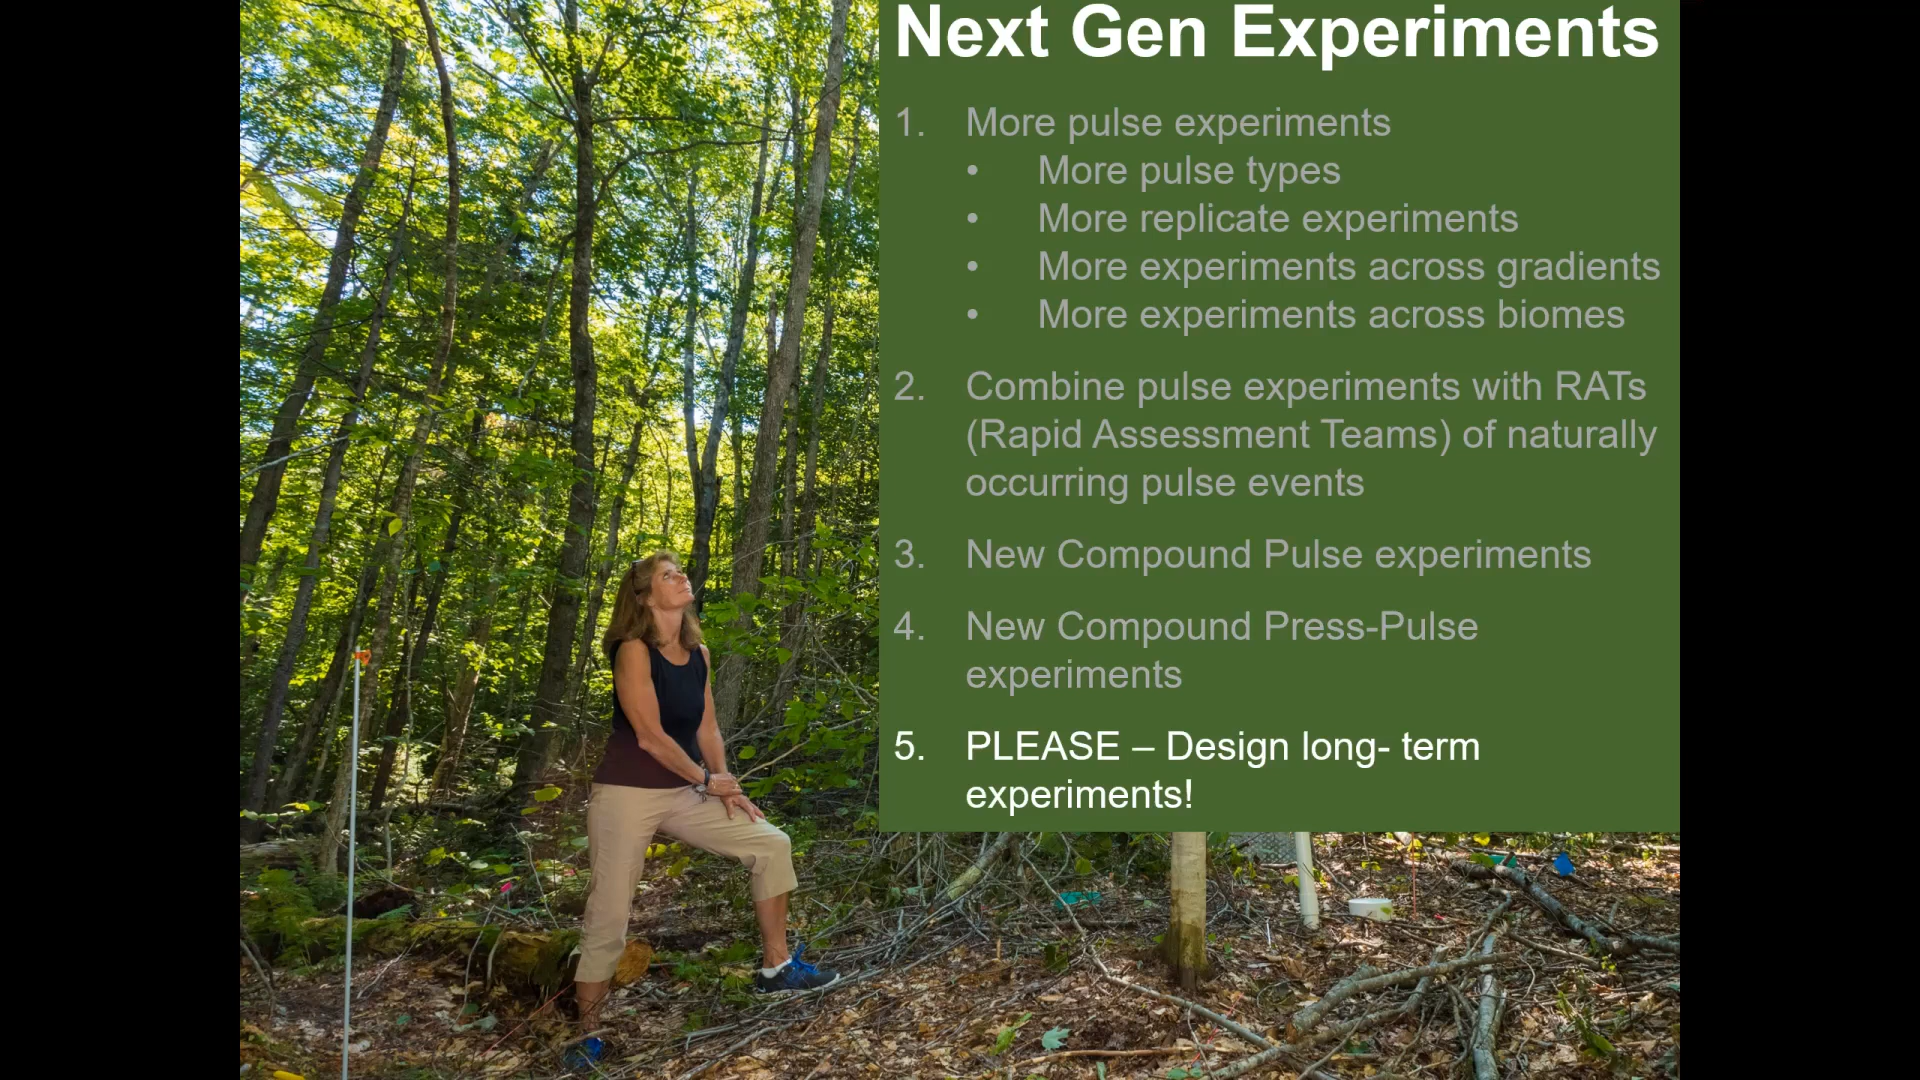 Next Gen Experiments
1. More pulse experiments
• More pulse types
• More replicate experiments
• More experiments across gradients
• More experiments across biomes
2. Combine pulse experiments with RATs
(Rapid Assessment Teams) of naturally
occurring pulse events
3. New Compound Pulse experiments
4. New Compound Press-Pulse
experiments
5. PLEASE – Design long- term
experiments!